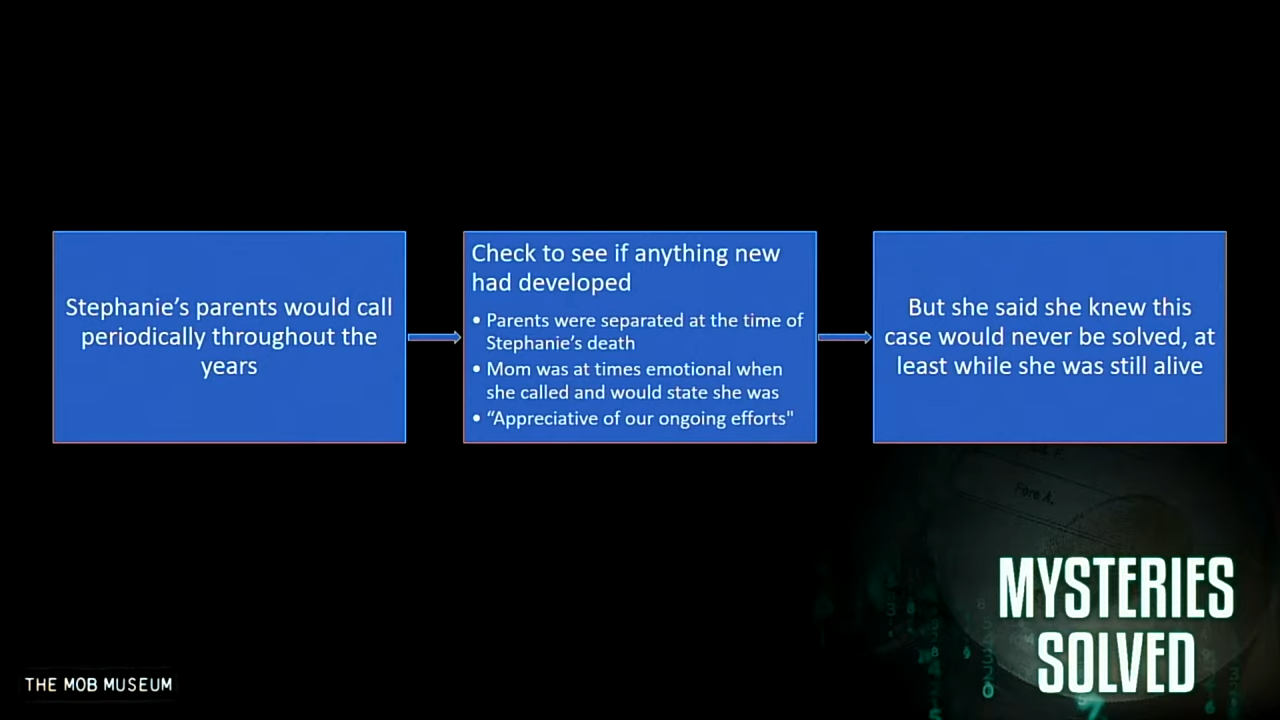 Stephanie’s parents would call
periodically throughout the
years
Check to see if anything new
had developed
• Parents were separated at the time of
Stephanie’s death
• Mom was at times emotional when
she called and would state she was
• “Appreciative of our ongoing efforts"
But she said she knew this
case would never be solved, at
least while she was still alive
Fore A.
MYSTERIES
SOLVED
THE MOB MUSEUM